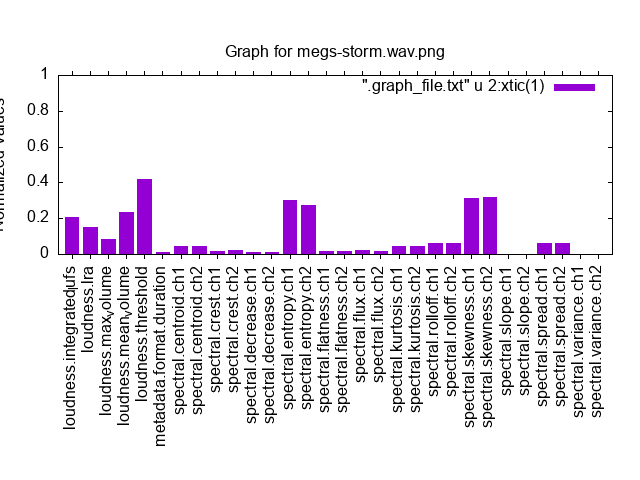 Graph for megs-storm.wav.png
".graph_file.txt" u 2:xtic(1)
Normalized Values
1
0.8
0.6
0.4
0.2
0
loudness.integratedlufs
loudness.lra
loudness.maxvolume
loudness.meanvolume
loudness.threshold
metadata.format.duration
spectral.centroid.ch1
spectral.centroid.ch2
spectral.crest.ch1
spectral.crest.ch2
spectral.decrease.ch1
spectral.decrease.ch2
spectral.entropy.ch1
spectral.entropy.ch2
spectral.flatness.ch1
spectral.flatness.ch2
spectral.flux.ch1
spectral.flux.ch2
spectral.kurtosis.ch1
spectral.kurtosis.ch2
spectral.rolloff.ch1
spectral.rolloff.ch2
spectral.skewness.ch1
spectral.skewness.ch2
spectral.slope.ch1
spectral.slope.ch2
spectral.spread.ch1
spectral.spread.ch2
spectral.variance.ch1
spectral.variance.ch2